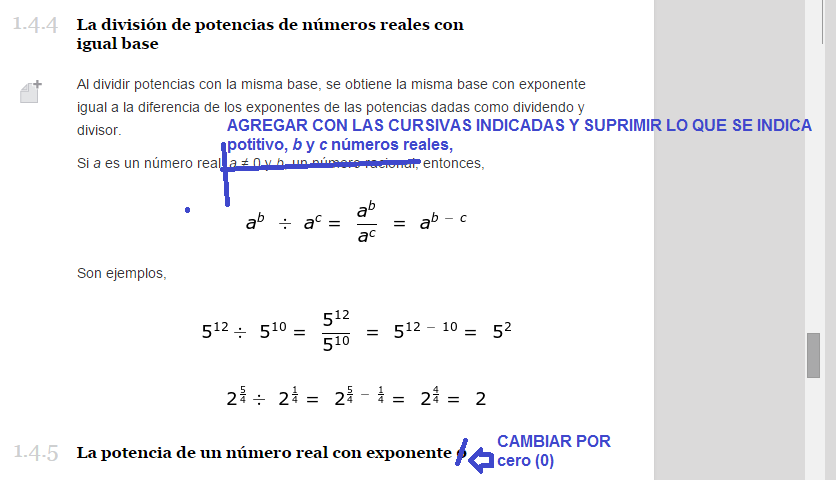 1.4.4 La división de potencias de números reales con
igual base
Al dividir potencias con la misma base, se obtiene la misma base con exponente
igual a la diferencia de los exponentes de las potencias dadas como dividendo y
divisor.
AGREGAR CON LAS CURSIVAS INDICADAS Y SUPRIMIR LO QUE SE INDICA
potitivo, b y c números reales,
Si a es un número real, a ≠ 0 y b, un número racional, entonces,
a^b ÷ a^c = a^b/a^c = a^(b − c)
Son ejemplos,
5^12 ÷ 5^10 = 5^12/5^10 = 5^(12 − 10) = 5^2
2^(5/4) ÷ 2^(1/4) = 2^(5/4 − 1/4) = 2^(4/4) = 2
CAMBIAR POR
1.4.5 La potencia de un número real con exponente o
cero (0)